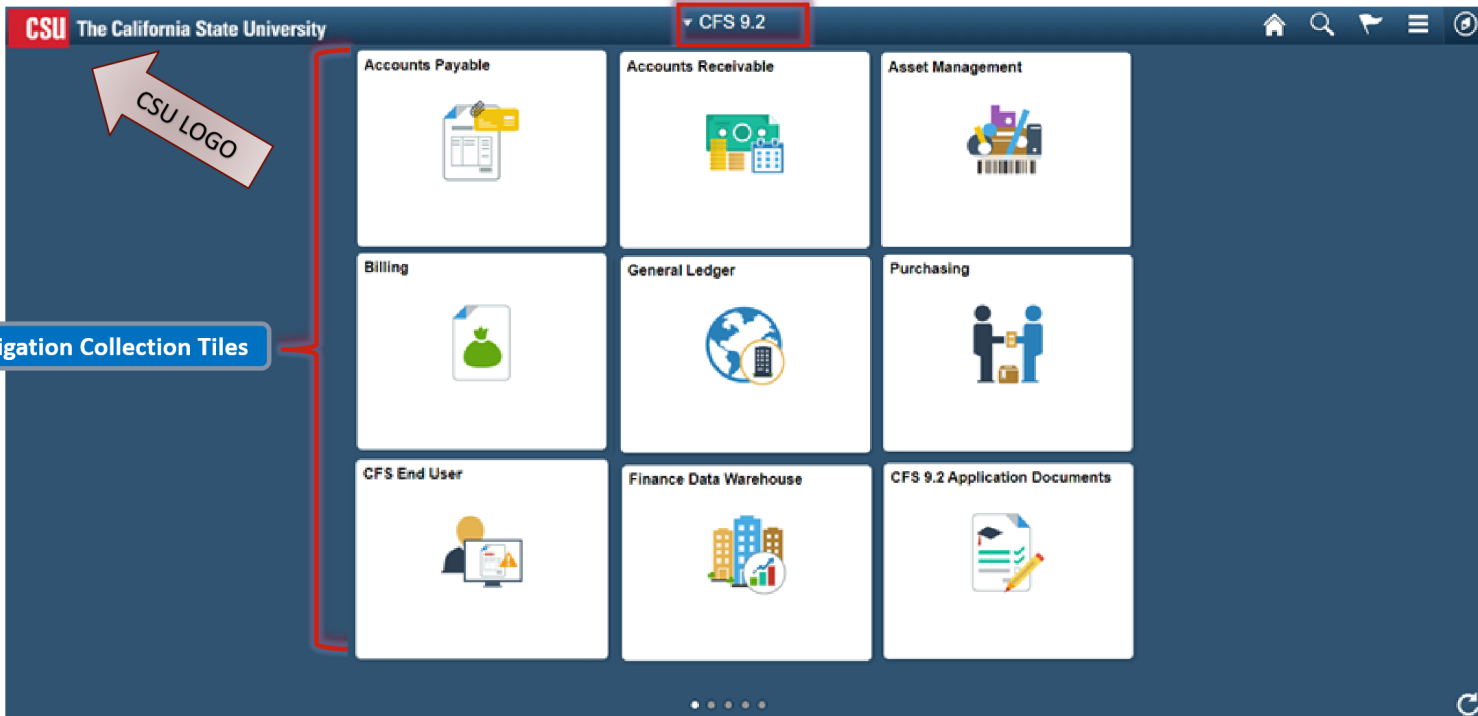 CSU The California State University
CFS 9.2
CSU LOGO
Accounts Payable
Accounts Receivable
Asset Management
Billing
General Ledger
Purchasing
igation Collection Tiles
CFS End User
Finance Data Warehouse
CFS 9.2 Application Documents